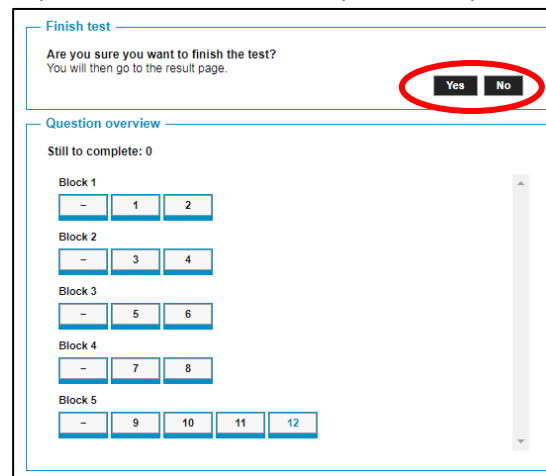 Finish test
Are you sure you want to finish the test?
You will then go to the result page.
Yes No
Question overview
Still to complete: 0
Block 1
– 1 2
Block 2
– 3 4
Block 3
– 5 6
Block 4
– 7 8
Block 5
– 9 10 11 12